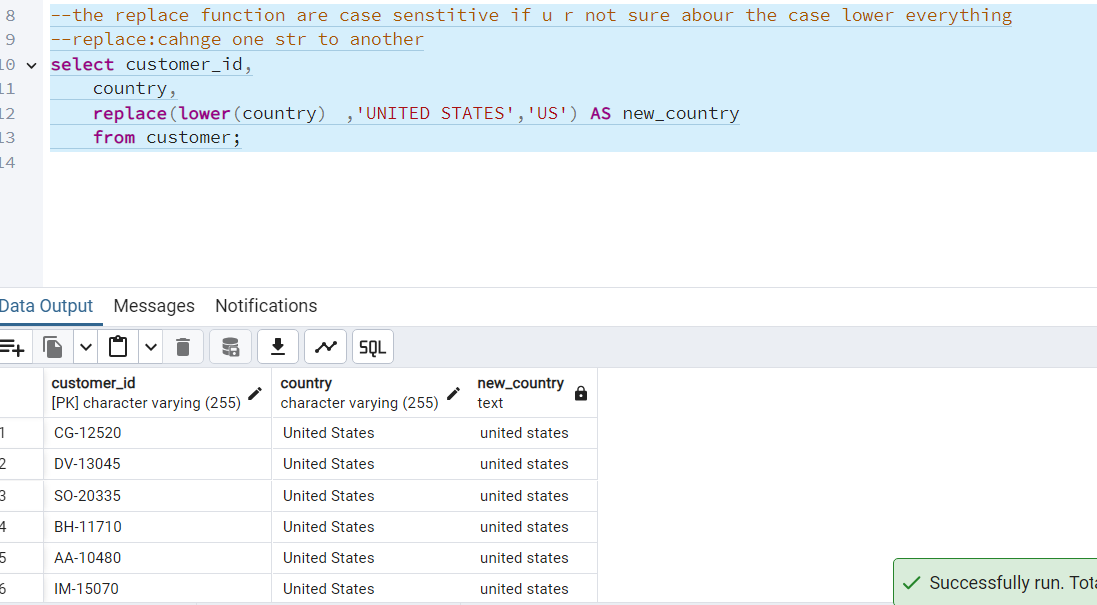 8 --the replace function are case senstitive if u r not sure abour the case lower everything
9 --replace:cahnge one str to another
10 select customer_id,
11 country,
12 replace(lower(country) ,'UNITED STATES','US') AS new_country
13 from customer;
14
Data Output Messages Notifications
SQL
customer_id country new_country
[PK] character varying (255) character varying (255) text
1 CG-12520 United States united states
2 DV-13045 United States united states
3 SO-20335 United States united states
4 BH-11710 United States united states
5 AA-10480 United States united states
6 IM-15070 United States united states
Successfully run.